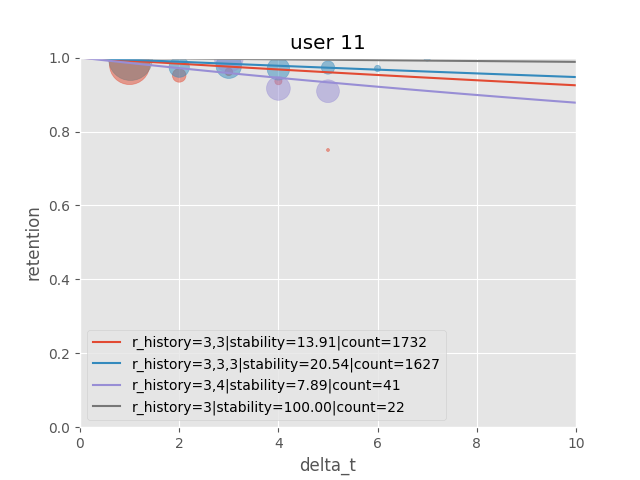 user 11
1.0
0.8
0.6
0.4
0.2
0.0
retention
r_history=3,3|stability=13.91|count=1732
r_history=3,3,3|stability=20.54|count=1627
r_history=3,4|stability=7.89|count=41
r_history=3|stability=100.00|count=22
0 2 4 6 8 10
delta_t